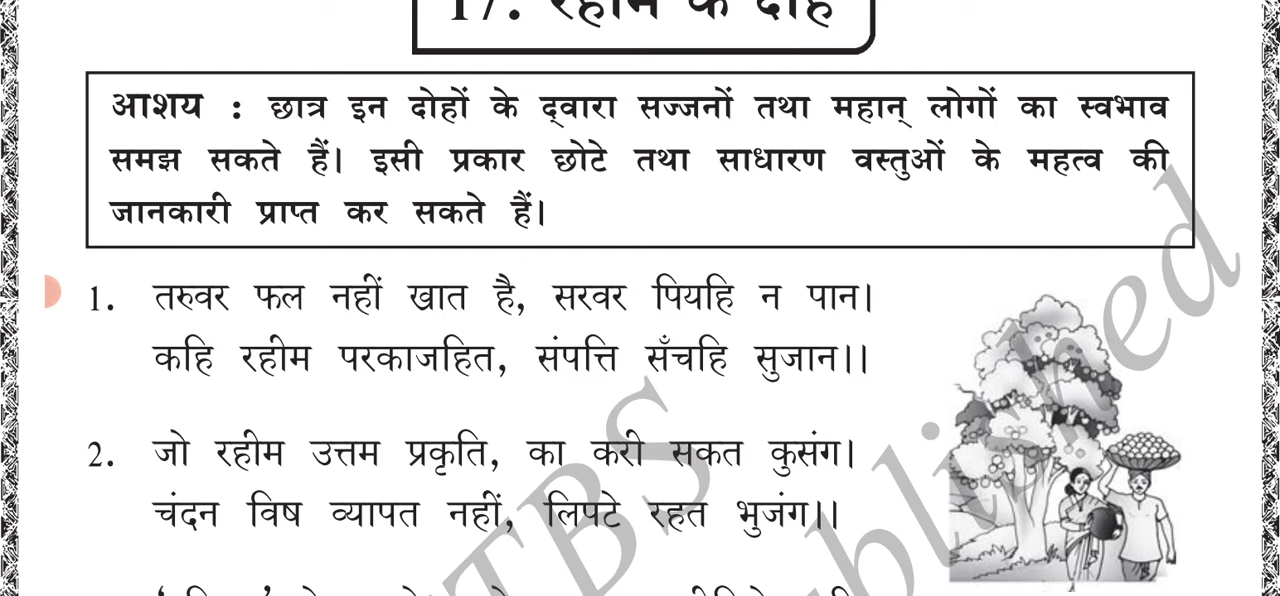 17. रहीम के दोहे
आशय : छात्र इन दोहों के द्वारा सज्जनों तथा महान् लोगों का स्वभाव
समझ सकते हैं। इसी प्रकार छोटे तथा साधारण वस्तुओं के महत्व की
जानकारी प्राप्त कर सकते हैं।
1. तरुवर फल नहीं खात है, सरवर पियहि न पान।
कहि रहीम परकाजहित, संपत्ति सँचहि सुजान।।
2. जो रहीम उत्तम प्रकृति, का करी सकत कुसंग।
चंदन विष व्यापत नहीं, लिपटे रहत भुजंग।।
TBS
ublished